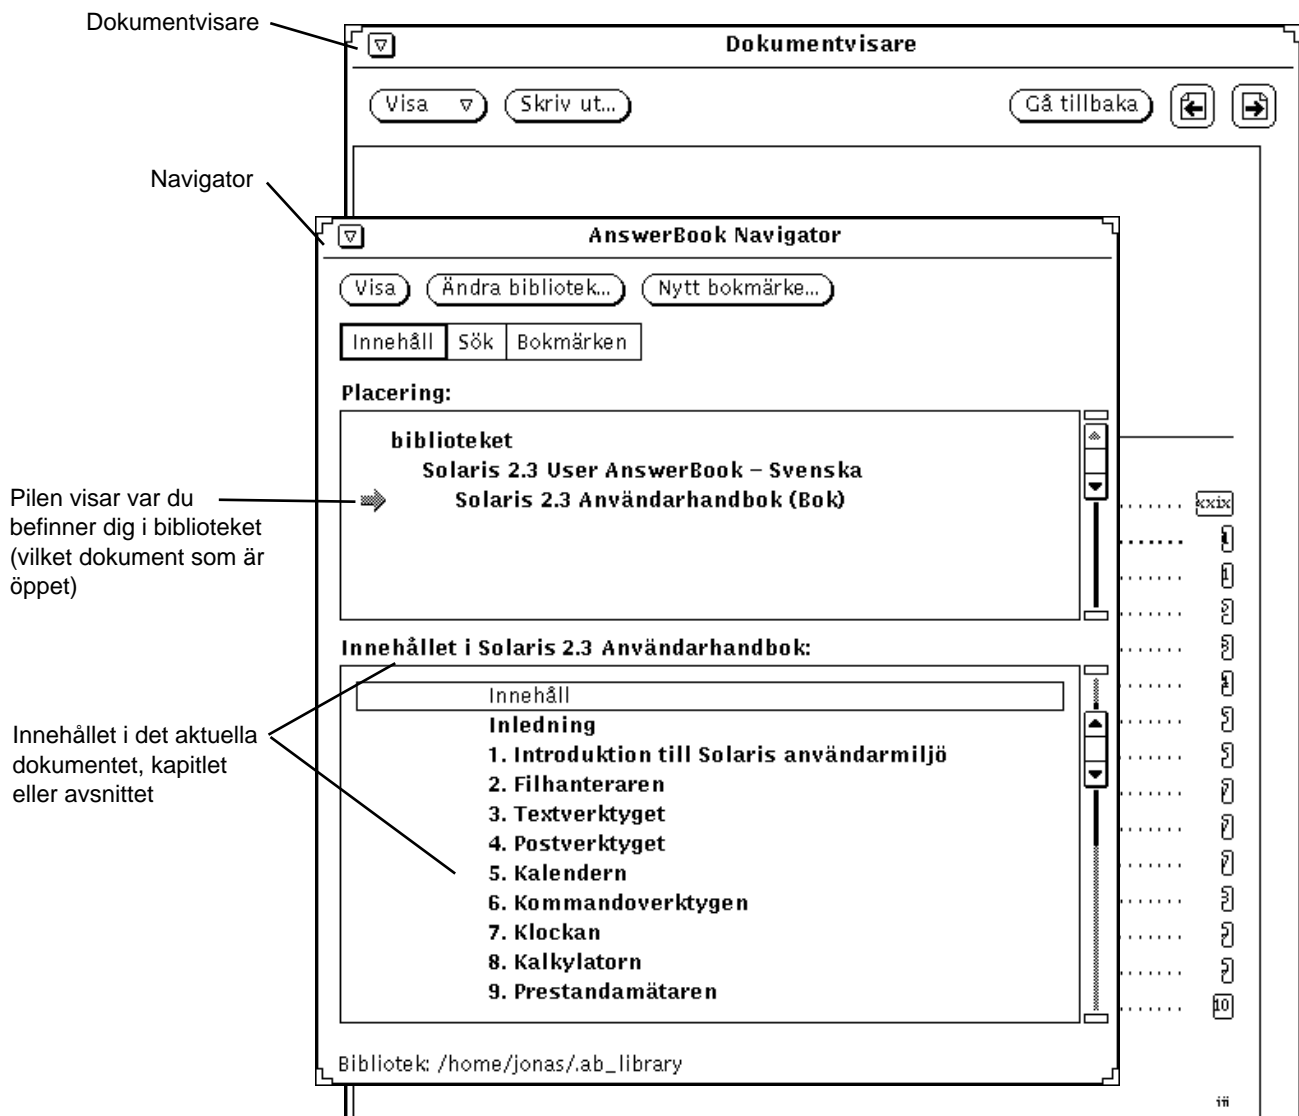 Dokumentvisare
Dokumentvisare
Visa
Skriv ut...
Gå tillbaka
Navigator
AnswerBook Navigator
Visa
Ändra bibliotek...
Nytt bokmärke...
Innehåll
Sök
Bokmärken
Placering:
biblioteket
Solaris 2.3 User AnswerBook – Svenska
Solaris 2.3 Användarhandbok (Bok)
Pilen visar var du
befinner dig i biblioteket
(vilket dokument som är
öppet)
Innehållet i Solaris 2.3 Användarhandbok:
Innehåll
Inledning
1. Introduktion till Solaris användarmiljö
2. Filhanteraren
3. Textverktyget
4. Postverktyget
5. Kalendern
6. Kommandoverktygen
7. Klockan
8. Kalkylatorn
9. Prestandamätaren
Innehållet i det aktuella
dokumentet, kapitlet
eller avsnittet
....... xxix
....... 1
....... 10
Bibliotek: /home/jonas/.ab_library
iii